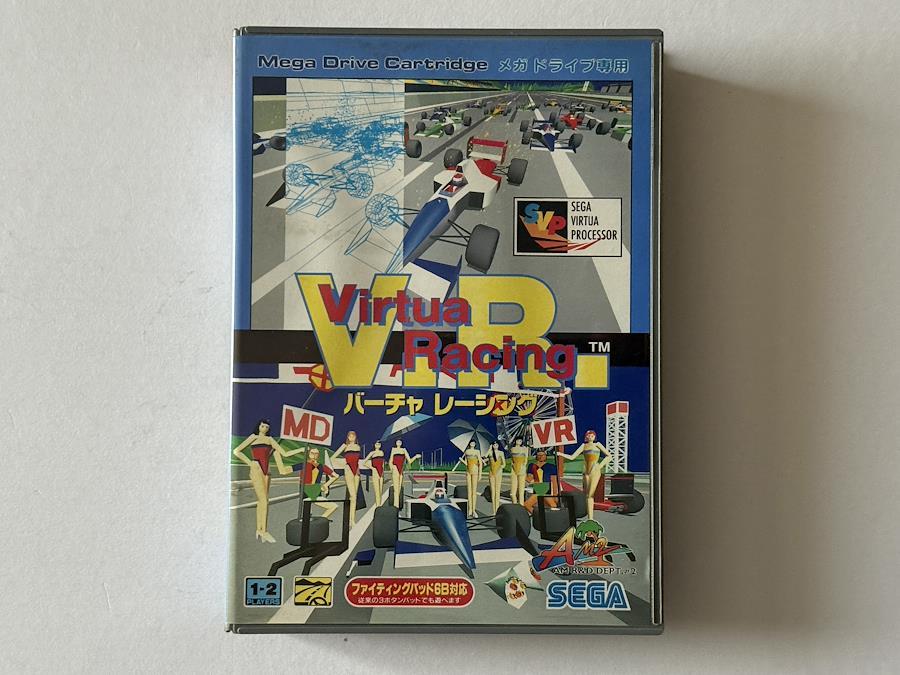 Mega Drive Cartridge メガドライブ専用
SVP
SEGA
VIRTUA
PROCESSOR
V.R.
Virtua
Racing
TM
バーチャ レーシング
MD
VR
AM2
AM R&D DEPT.#2
1-2
PLAYERS
ファイティングパッド6B対応
従来の3ボタンパットでも遊べます
SEGA